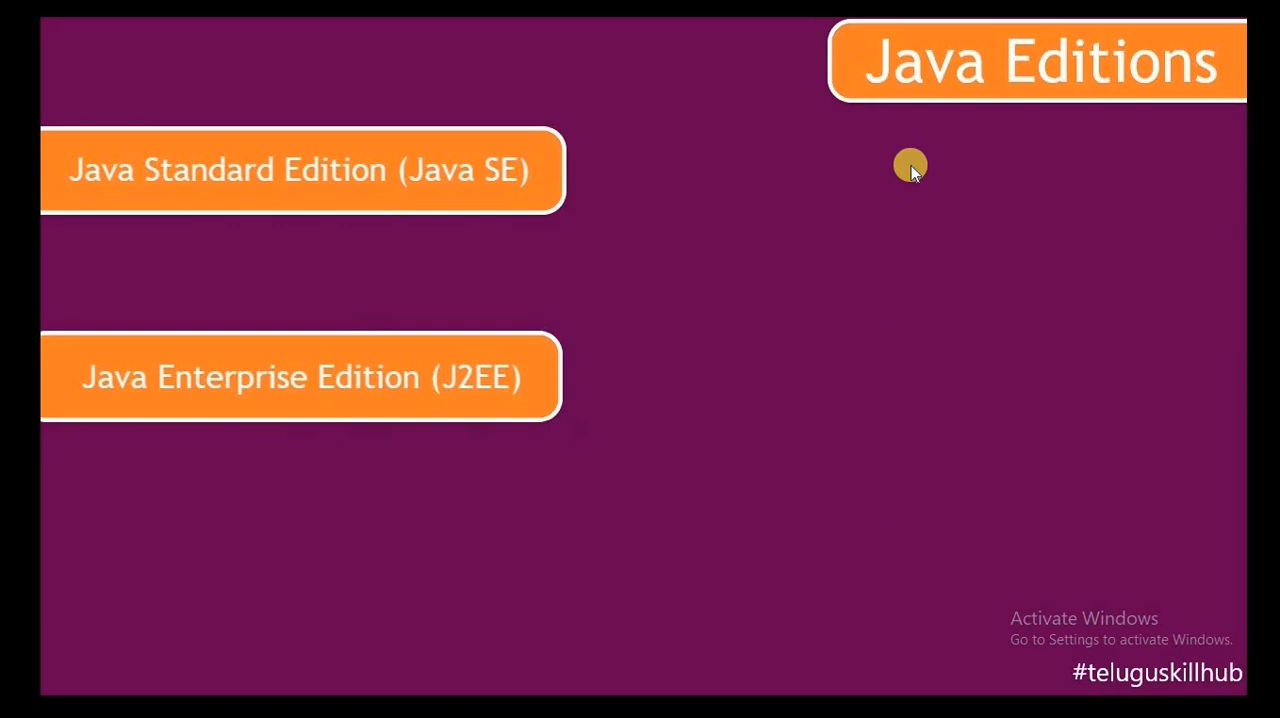 Java Editions
Java Standard Edition (Java SE)
Java Enterprise Edition (J2EE)
Activate Windows
Go to Settings to activate Windows.
#teluguskillhub